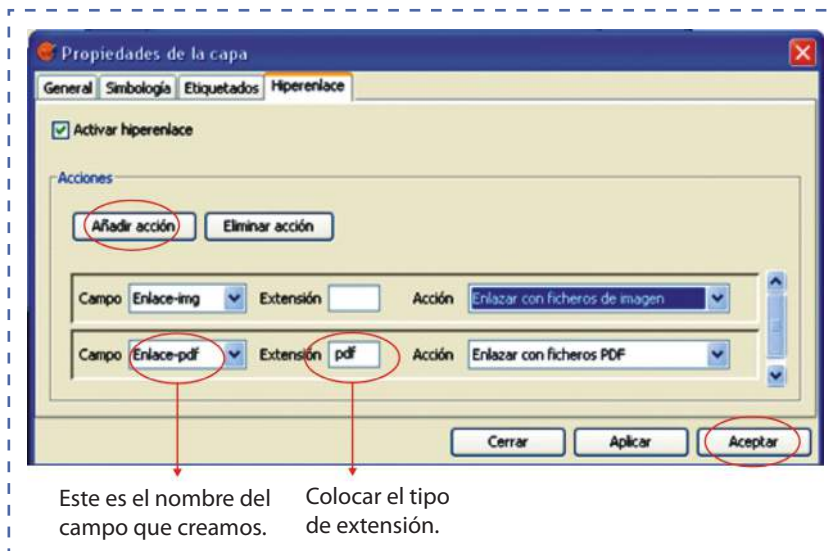 Propiedades de la capa
General Simbología Etiquetados Hiperenlace
Activar hiperenlace
Acciones
Añadir acción Eliminar acción
Campo Enlace-img Extensión Acción Enlazar con ficheros de imagen
Campo Enlace-pdf Extensión pdf Acción Enlazar con ficheros PDF
Cerrar Aplicar Aceptar
Este es el nombre del
campo que creamos.
Colocar el tipo
de extensión.